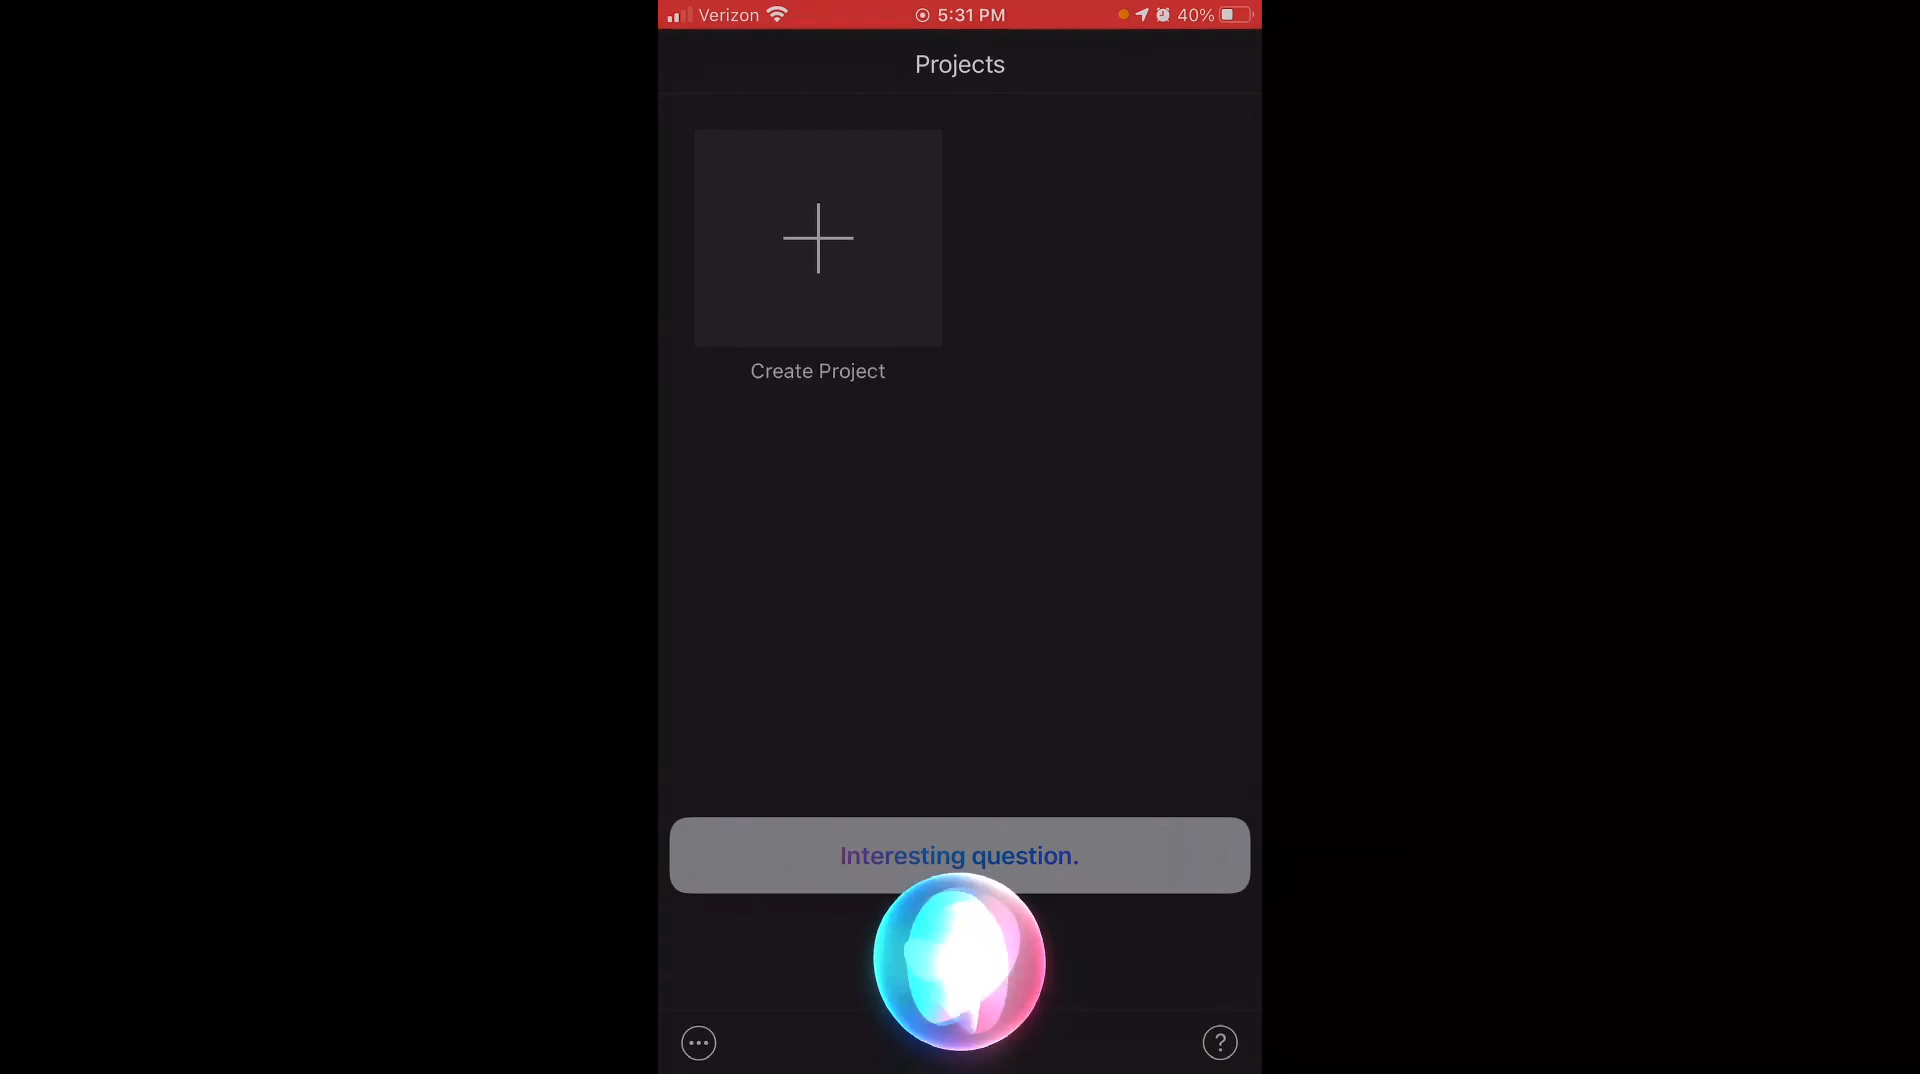 Verizon 5:31 PM 40%
Projects
Create Project
Interesting question.
?